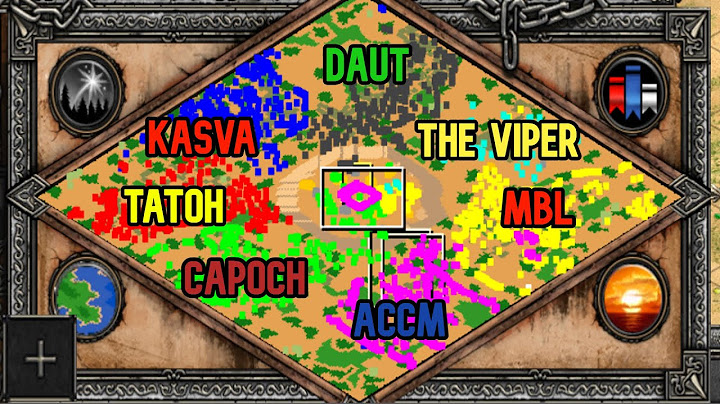 DAUT
KASVA
THE VIPER
TATOH
MBL
CAPOCH
ACCM